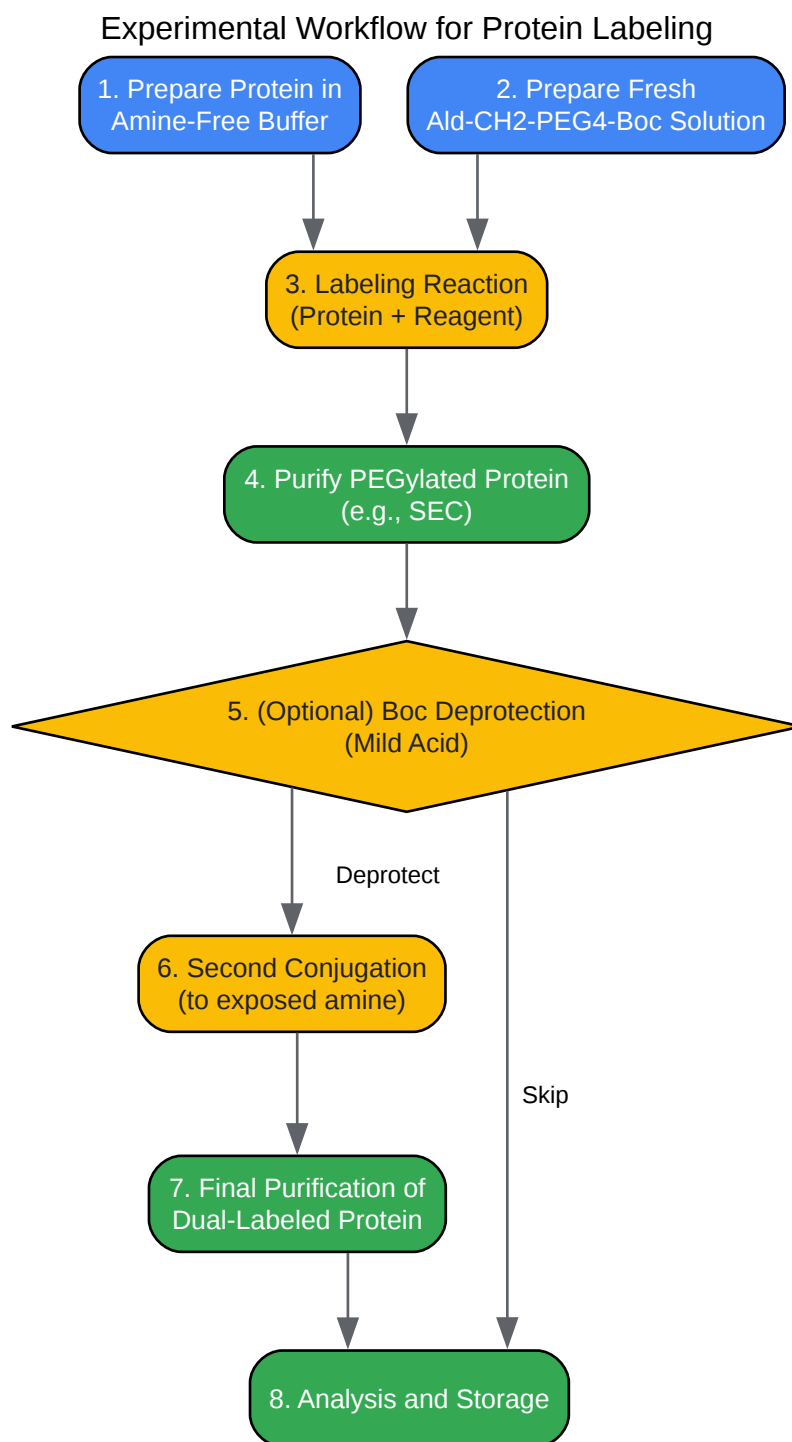 Experimental Workflow for Protein Labeling
1. Prepare Protein in
Amine-Free Buffer
2. Prepare Fresh
Ald-CH2-PEG4-Boc Solution
3. Labeling Reaction
(Protein + Reagent)
4. Purify PEGylated Protein
(e.g., SEC)
5. (Optional) Boc Deprotection
(Mild Acid)
Deprotect
6. Second Conjugation
(to exposed amine)
Skip
7. Final Purification of
Dual-Labeled Protein
8. Analysis and Storage